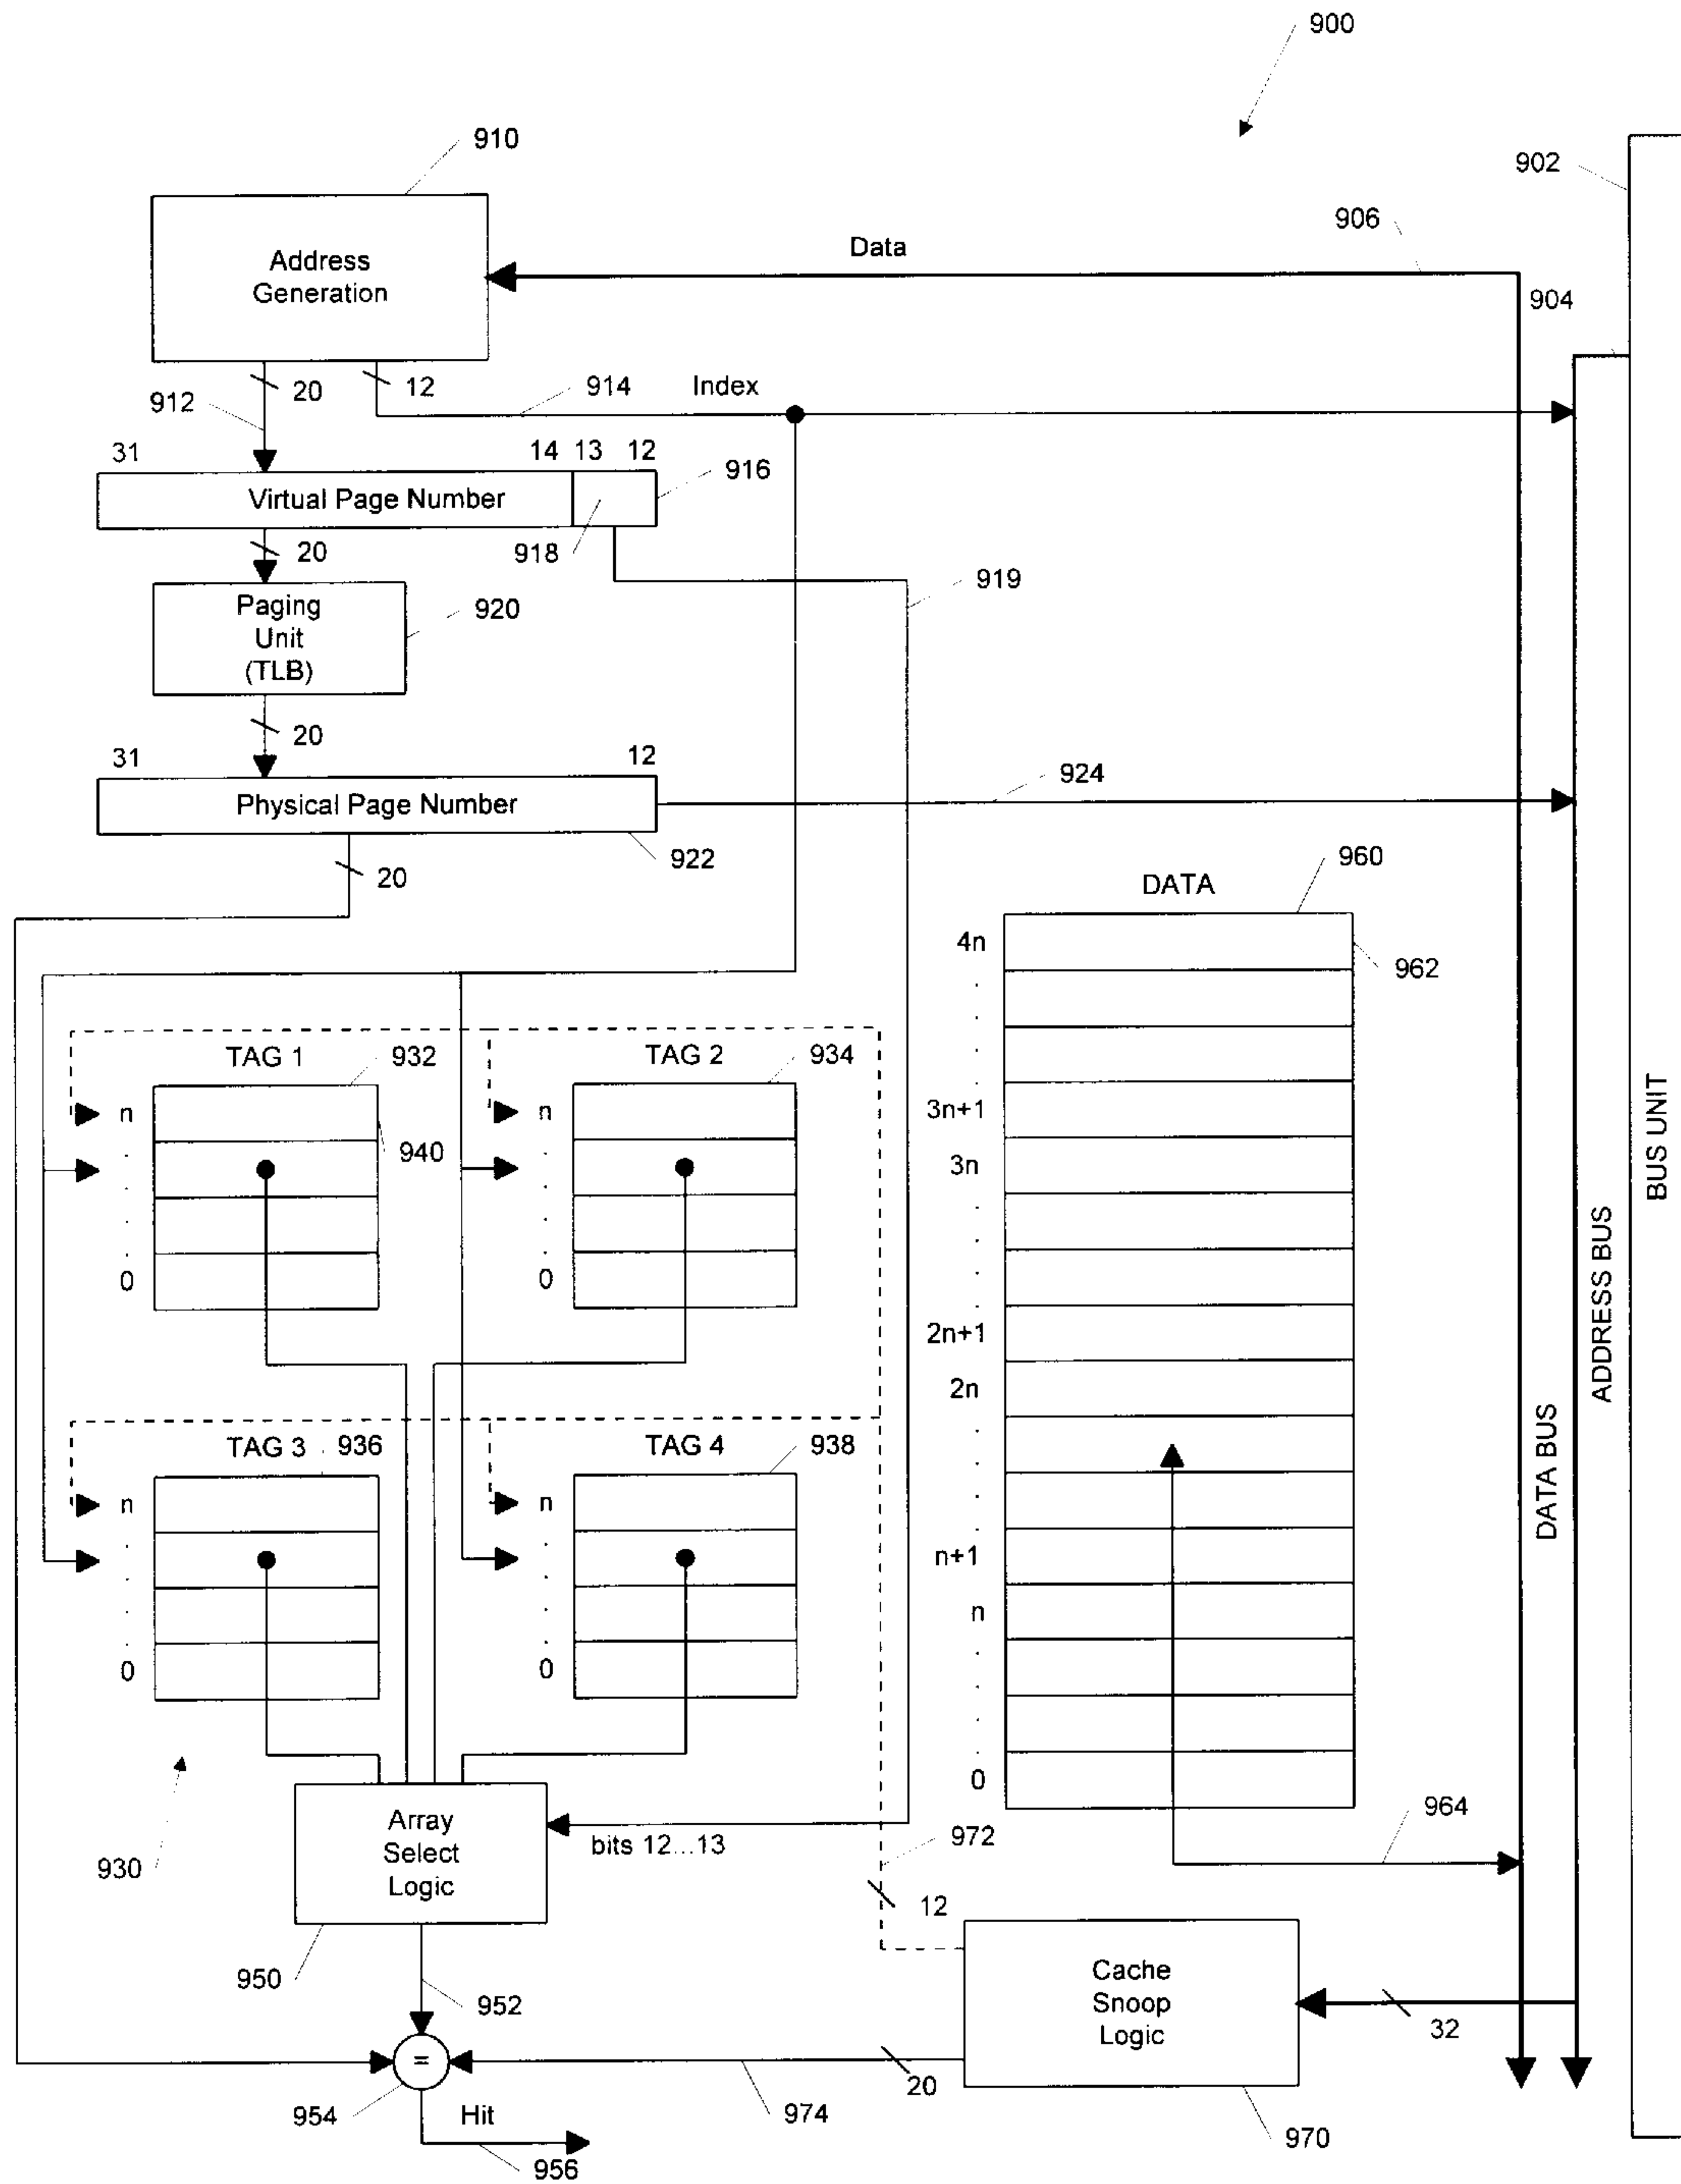 900
910
902
906
Data
Address
Generation
904
20
12
914
Index
912
31
14
13
12
916
Virtual Page Number
20
918
919
Paging
Unit
(TLB)
920
20
31
12
924
Physical Page Number
922
20
960
DATA
4n
962
.
.
.
TAG 1
932
TAG 2
934
n
n
3n+1
.
940
.
3n
.
.
.
.
.
.
0
0
.
2n+1
2n
TAG 3
936
TAG 4
938
.
n
n
.
.
.
n+1
.
.
n
.
.
.
0
0
.
.
0
Array
Select
Logic
bits 12...13
972
964
930
12
950
952
Cache
Snoop
Logic
32
=
20
954
Hit
974
970
956
DATA BUS
ADDRESS BUS
BUS UNIT